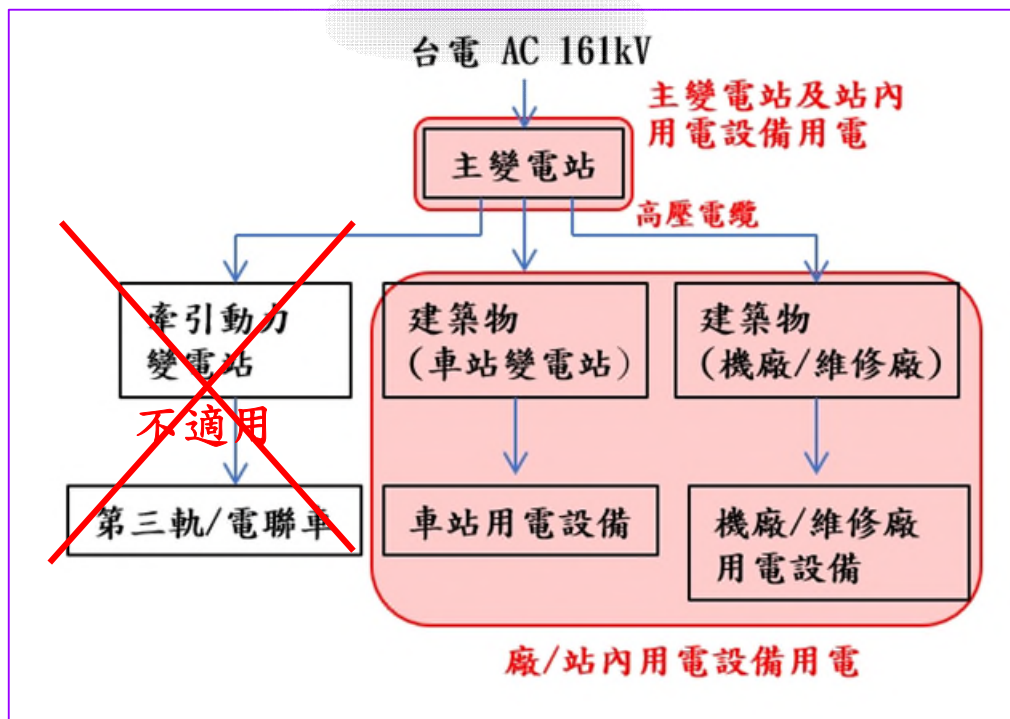 台電 AC 161kV
主變電站及站內
用電設備用電
主變電站
高壓電纜
牽引動力
變電站
建築物
(車站變電站)
建築物
(機廠/維修廠)
不適用
第三軌/電聯車
車站用電設備
機廠/維修廠
用電設備
廠/站內用電設備用電